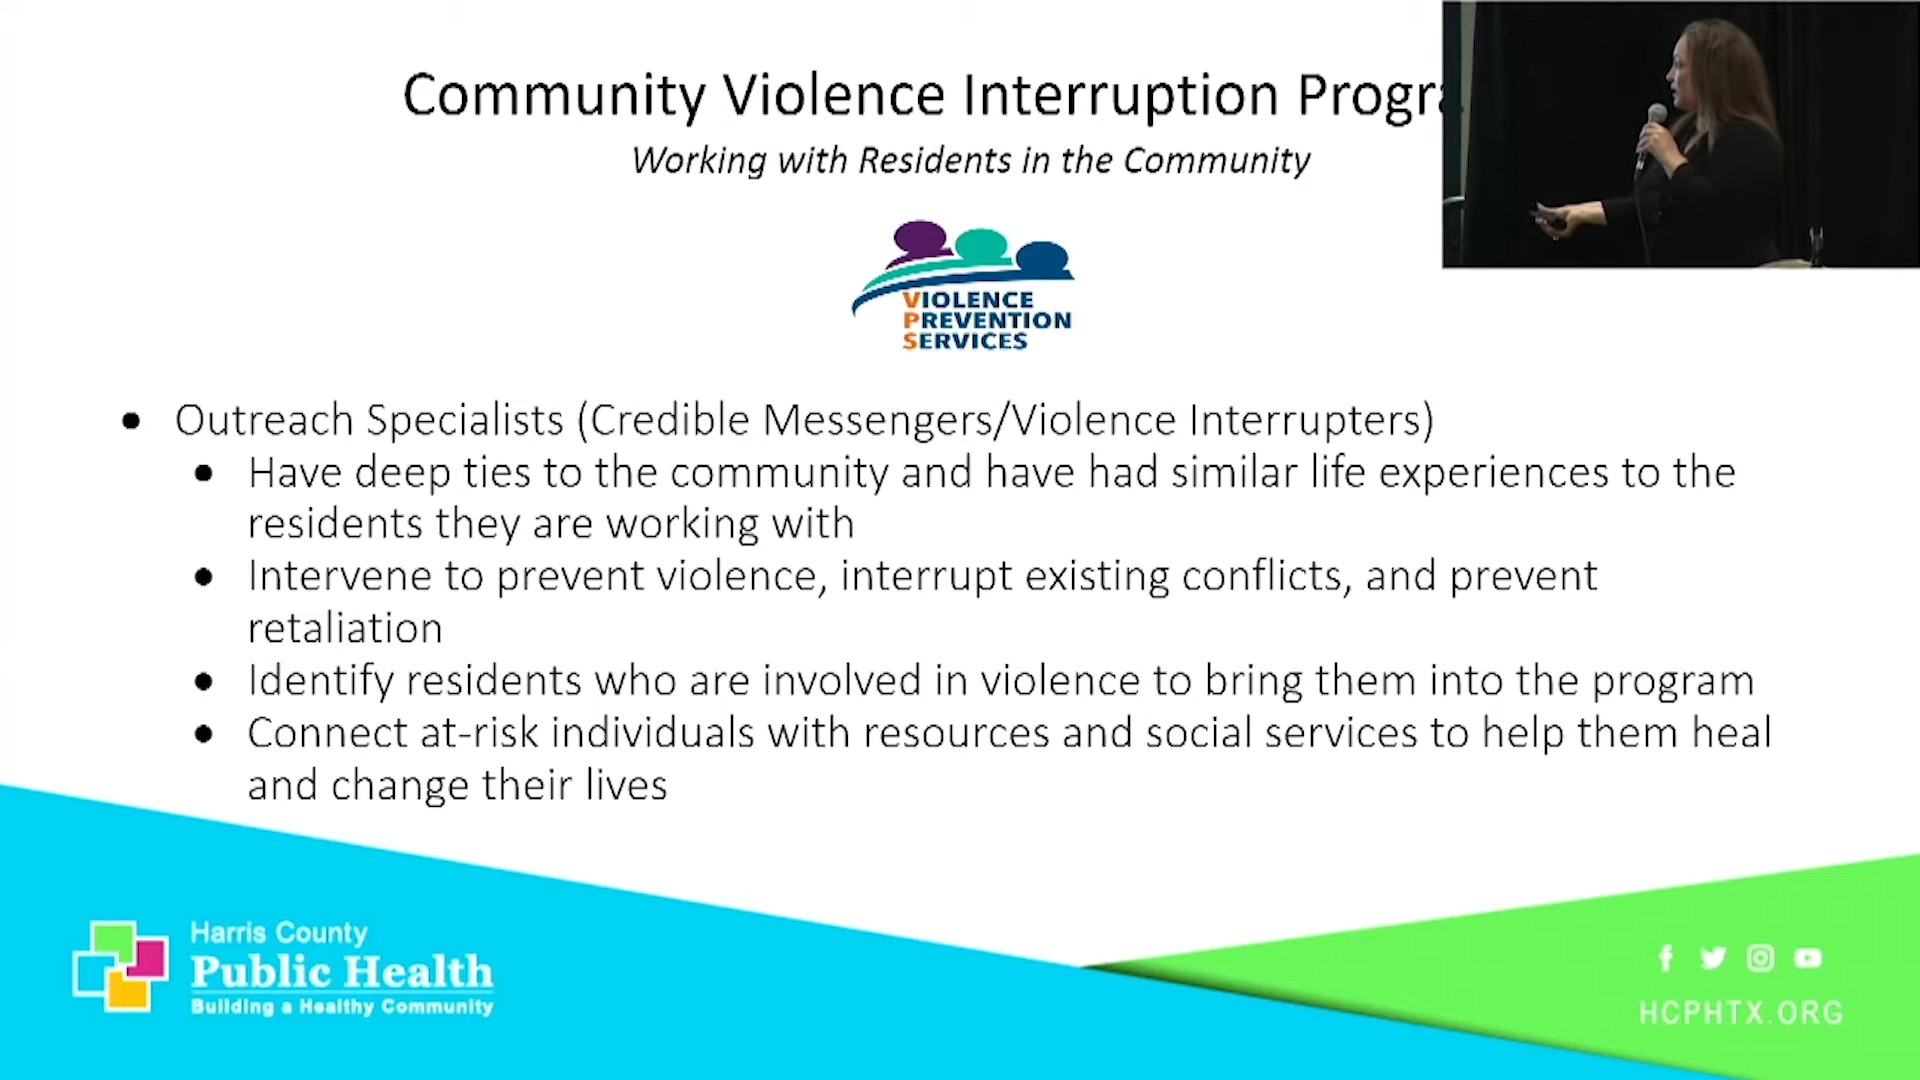 Community Violence Interruption Progra
Working with Residents in the Community
VIOLENCE
PREVENTION
SERVICES
• Outreach Specialists (Credible Messengers/Violence Interrupters)
• Have deep ties to the community and have had similar life experiences to the
residents they are working with
• Intervene to prevent violence, interrupt existing conflicts, and prevent
retaliation
• Identify residents who are involved in violence to bring them into the program
• Connect at-risk individuals with resources and social services to help them heal
and change their lives
Harris County
Public Health
Building a Healthy Community
HCPHTX.ORG